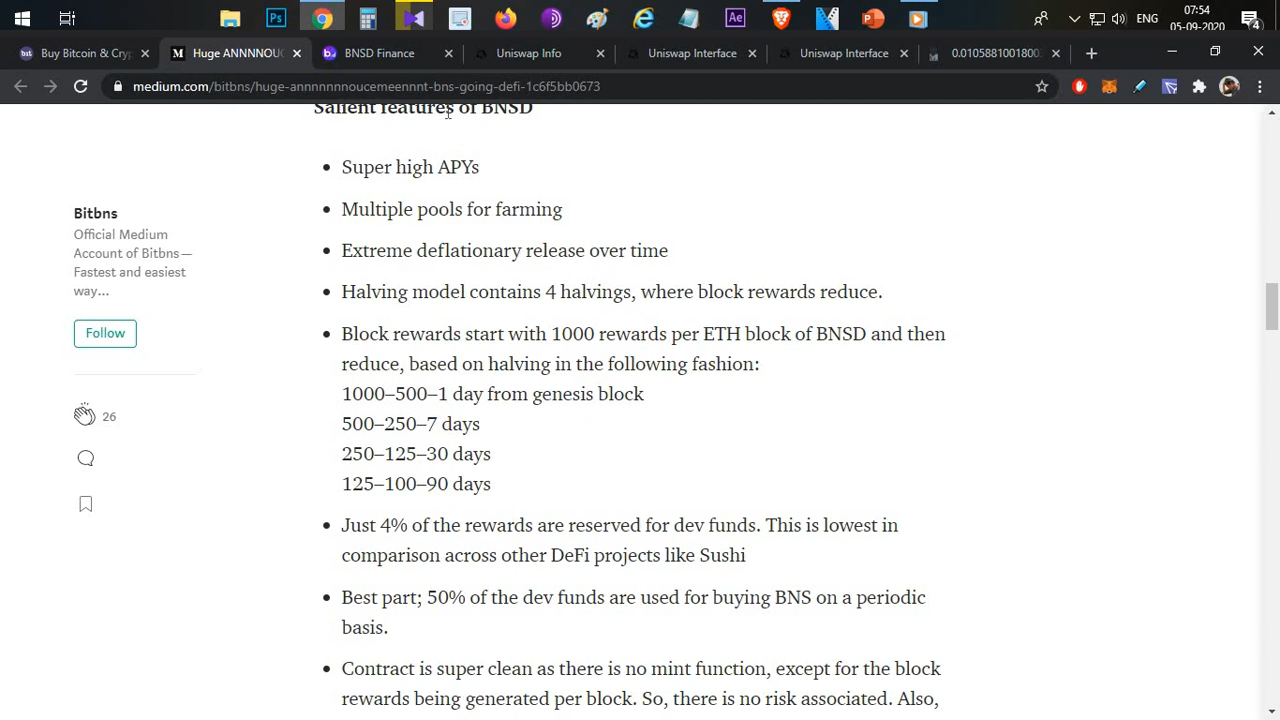 Ps
Ae
07:54
ENG
05-09-2020
4
bit
Buy Bitcoin & Cryp
M
Huge ANNNNOUC
BNSD Finance
Uniswap Info
Uniswap Interface
Uniswap Interface
0.0105881001800
medium.com/bitbns/huge-annnnnnoucemeennnt-bns-going-defi-1c6f5bb0673
Salient features of BNSD
Super high APYs
Bitbns
Official Medium
Account of Bitbns —
Fastest and easiest
way...
Follow
26
Multiple pools for farming
Extreme deflationary release over time
Halving model contains 4 halvings, where block rewards reduce.
Block rewards start with 1000 rewards per ETH block of BNSD and then
reduce, based on halving in the following fashion:
1000–500–1 day from genesis block
500–250–7 days
250–125–30 days
125–100–90 days
Just 4% of the rewards are reserved for dev funds. This is lowest in
comparison across other DeFi projects like Sushi
Best part; 50% of the dev funds are used for buying BNS on a periodic
basis.
Contract is super clean as there is no mint function, except for the block
rewards being generated per block. So, there is no risk associated. Also,